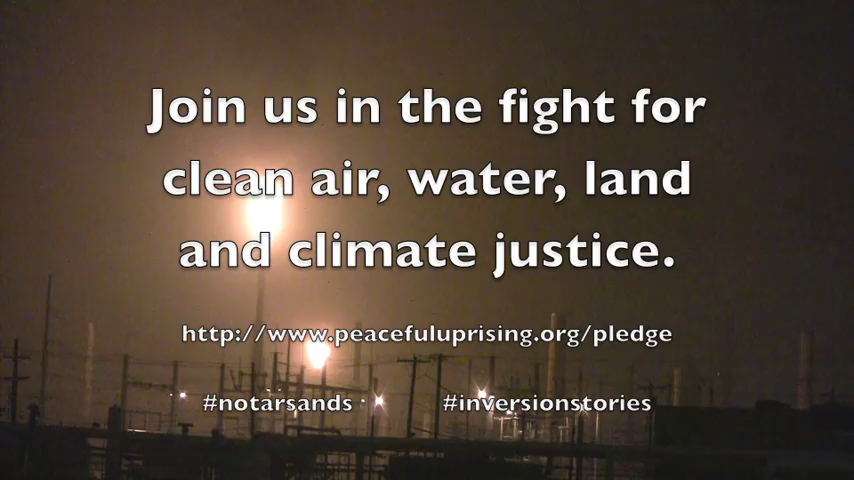 Join us in the fight for
clean air, water, land
and climate justice.
http://www.peacefuluprising.org/pledge
#notarsands
#inversionstories